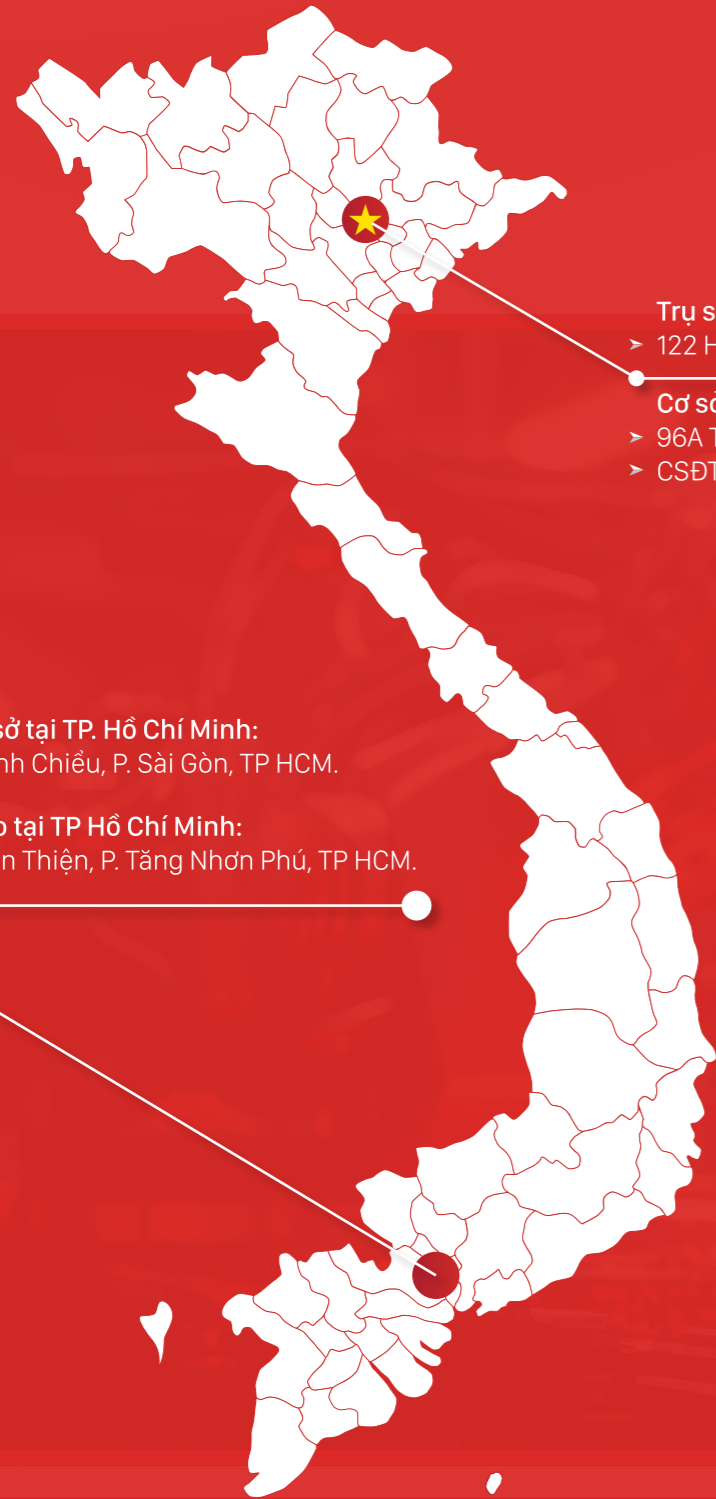 Trụ s
➢ 122 H
Cơ sở
➢ 96A T
➢ CSĐT
sở tại TP. Hồ Chí Minh:
nh Chiểu, P. Sài Gòn, TP HCM.
o tại TP Hồ Chí Minh:
n Thiện, P. Tăng Nhơn Phú, TP HCM.